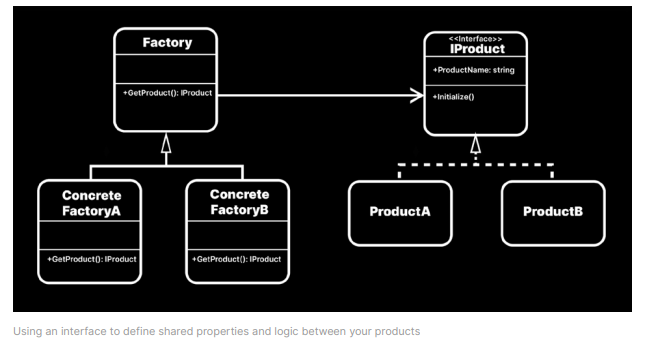 Factory
+GetProduct(): IProduct
<<Interface>>
IProduct
+ProductName: string
+Initialize()
Concrete
FactoryA
+GetProduct(): IProduct
Concrete
FactoryB
+GetProduct(): IProduct
ProductA
ProductB
Using an interface to define shared properties and logic between your products